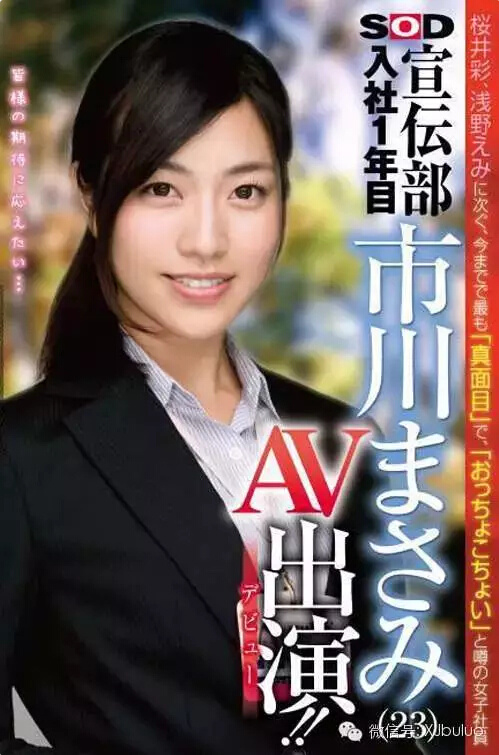 桜井彩、浅野えみに次ぐ、今までで最も「真面目」で、「おっちょこちょい」と噂の女子社員
SOD
宣伝部
入社1年目
市川まさみ
(23)
皆様の期待に応えたい…
AV
デビュー
出演!!
微信号: XJbuluo